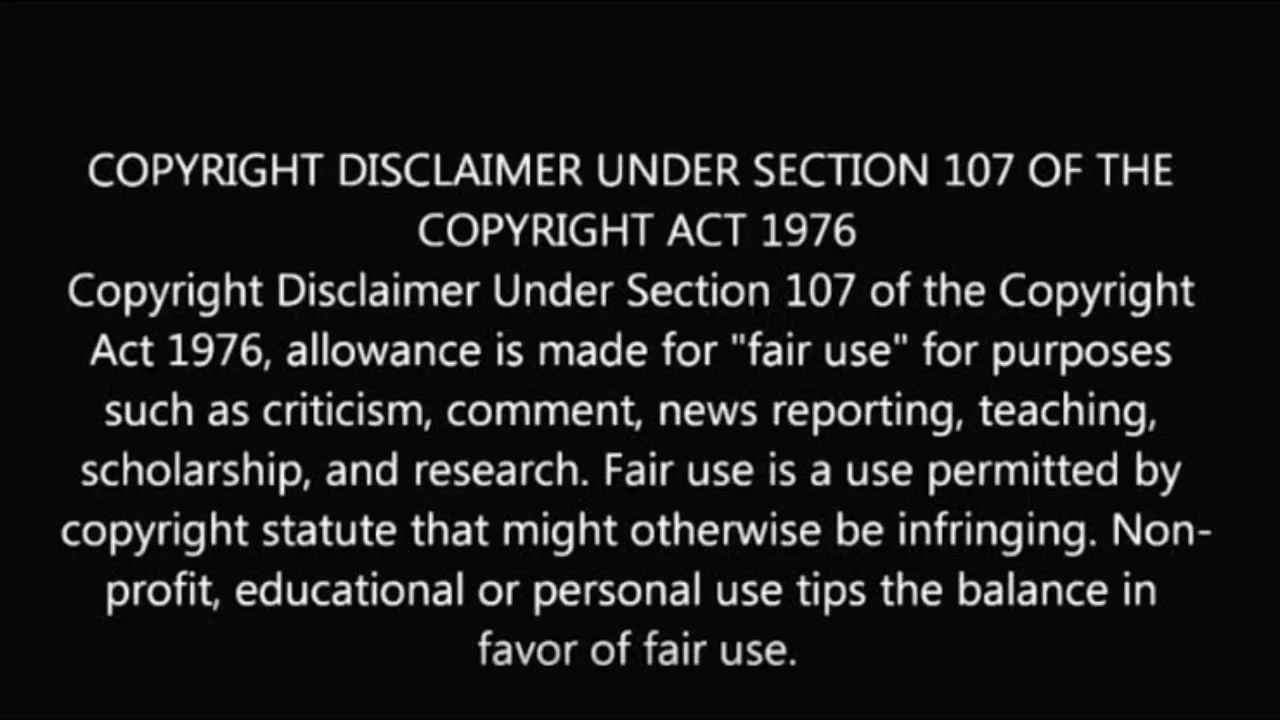 COPYRIGHT DISCLAIMER UNDER SECTION 107 OF THE
COPYRIGHT ACT 1976
Copyright Disclaimer Under Section 107 of the Copyright
Act 1976, allowance is made for "fair use" for purposes
such as criticism, comment, news reporting, teaching,
scholarship, and research. Fair use is a use permitted by
copyright statute that might otherwise be infringing. Non-
profit, educational or personal use tips the balance in
favor of fair use.